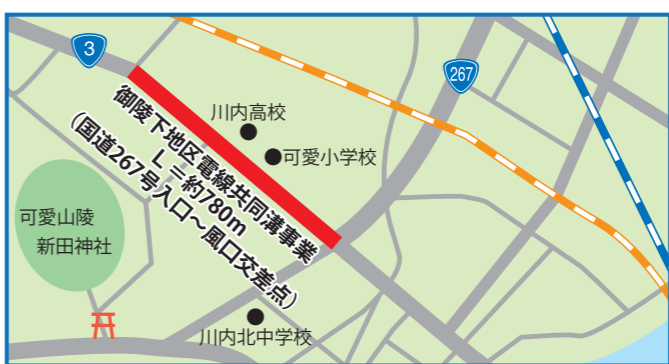 3
267
川内高校
可愛小学校
御陵下地区電線共同溝事業
L=約780m
(国道267号入口~風口交差点)
可愛山陵
新田神社
川内北中学校